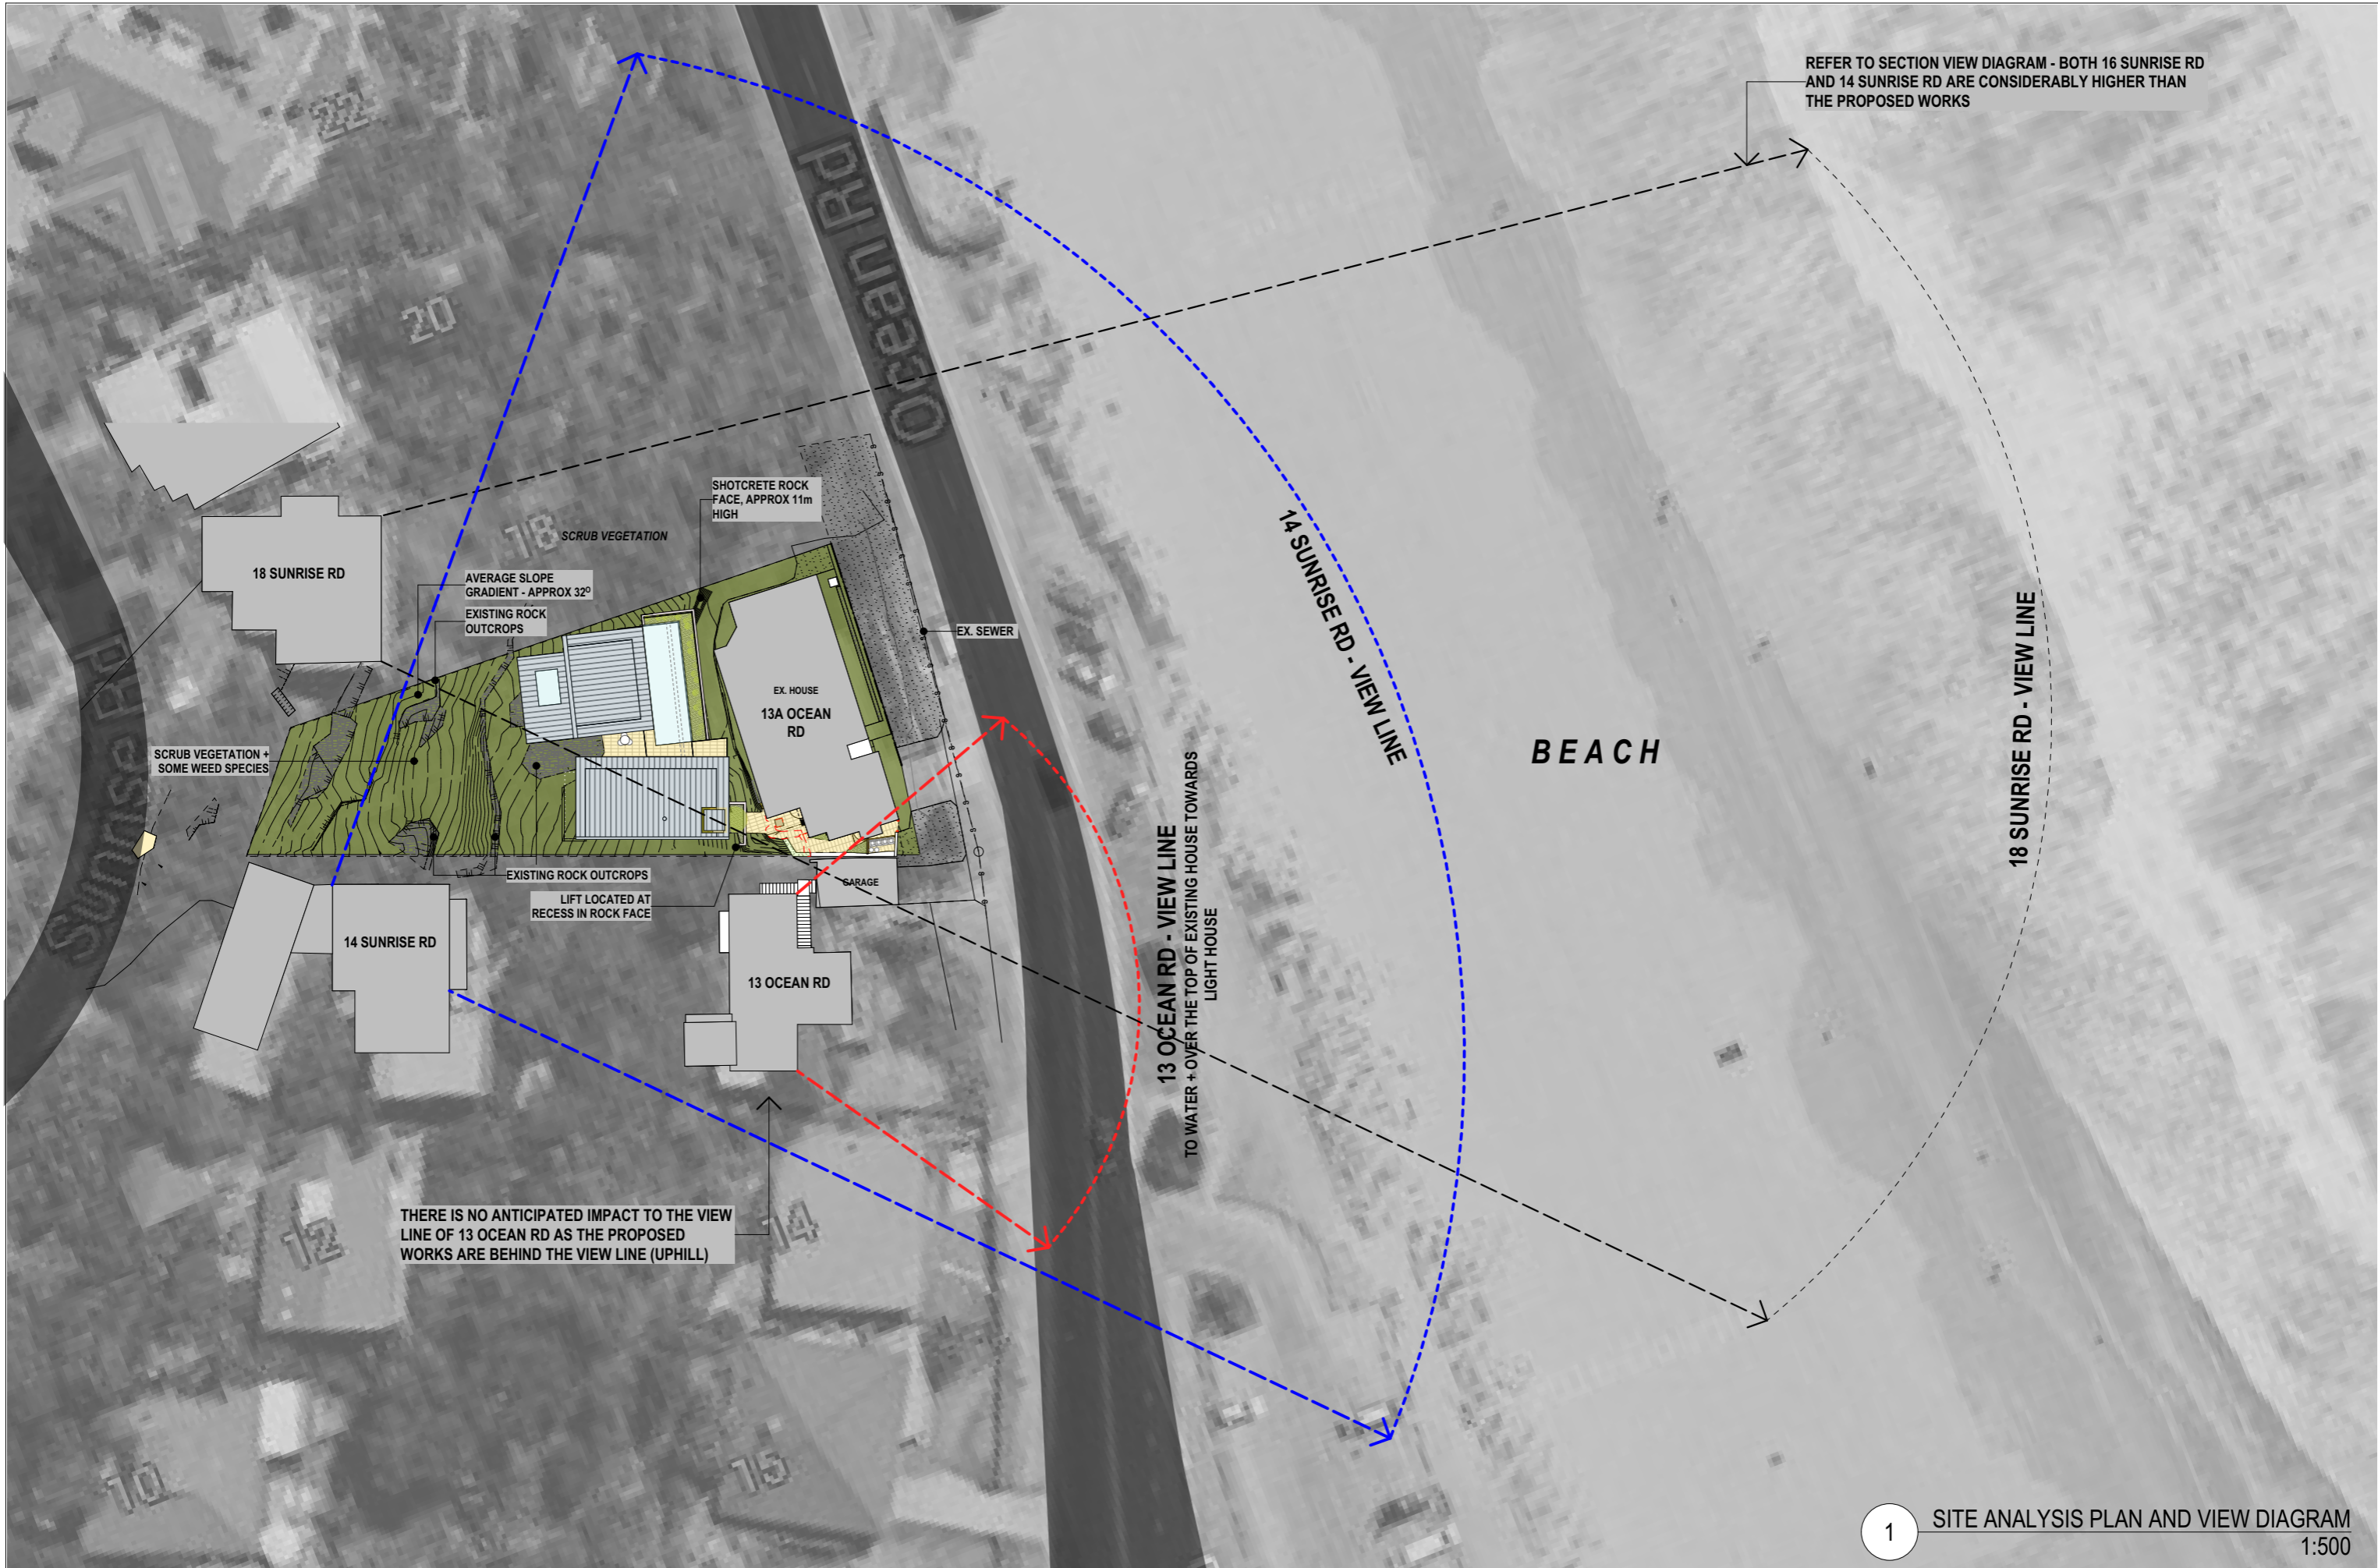 REFER TO SECTION VIEW DIAGRAM - BOTH 16 SUNRISE RD
AND 14 SUNRISE RD ARE CONSIDERABLY HIGHER THAN
THE PROPOSED WORKS
22
Ocean Rd
20
SHOTCRETE ROCK
FACE, APPROX 11m
HIGH
18
SCRUB VEGETATION
18 SUNRISE RD
AVERAGE SLOPE
GRADIENT - APPROX 32º
EXISTING ROCK
OUTCROPS
EX. SEWER
EX. HOUSE
13A OCEAN
RD
14 SUNRISE RD - VIEW LINE
18 SUNRISE RD - VIEW LINE
BEACH
SCRUB VEGETATION +
SOME WEED SPECIES
Sunrise Rd
EXISTING ROCK OUTCROPS
LIFT LOCATED AT
RECESS IN ROCK FACE
GARAGE
14 SUNRISE RD
13 OCEAN RD
13 OCEAN RD - VIEW LINE
TO WATER + OVER THE TOP OF EXISTING HOUSE TOWARDS
LIGHT HOUSE
THERE IS NO ANTICIPATED IMPACT TO THE VIEW
LINE OF 13 OCEAN RD AS THE PROPOSED
WORKS ARE BEHIND THE VIEW LINE (UPHILL)
12
14
10
15
1
SITE ANALYSIS PLAN AND VIEW DIAGRAM
1:500